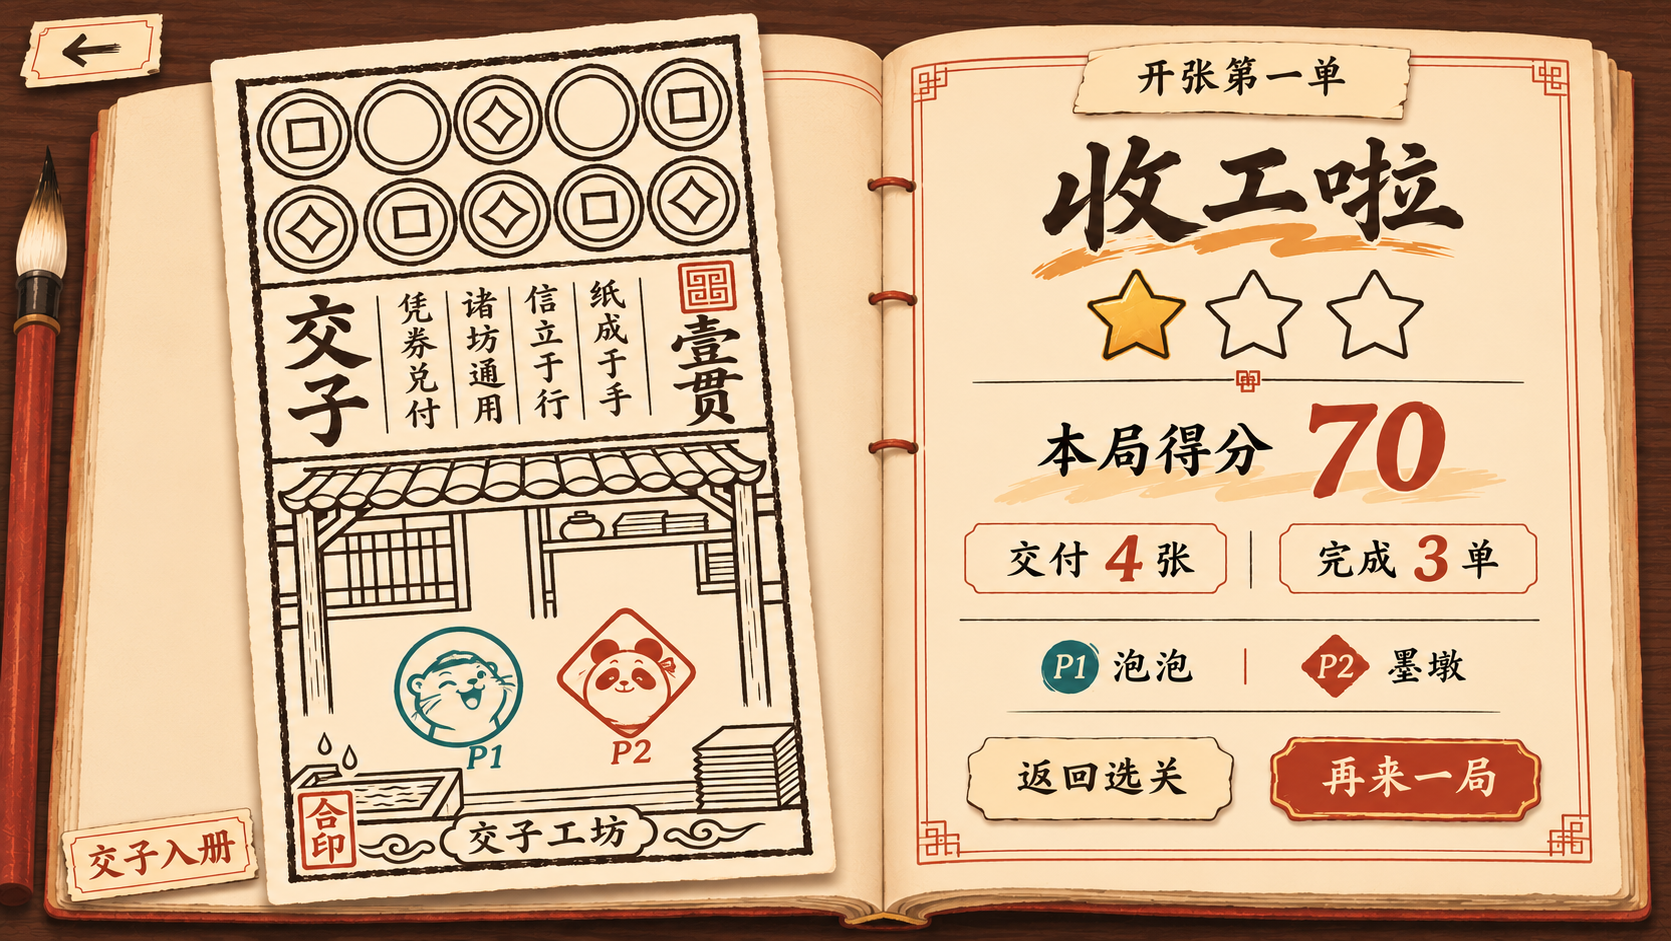 交子
凭券兑付
诸坊通用
信立于行
纸成于手
壹贯
P1
P2
合印
交子工坊
交子入册
开张第一单
收工啦
本局得分 70
交付 4 张
完成 3 单
P1 泡泡
P2 墨墩
返回选关
再来一局